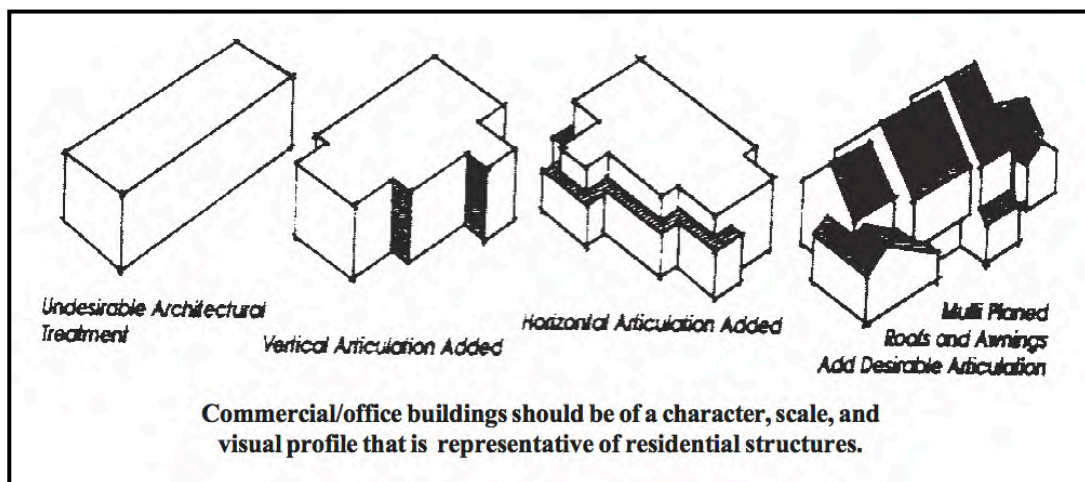 Undesirable Architectural
Treatment
Vertical Articulation Added
Horizontal Articulation Added
Multi Planed
Roofs and Awnings
Add Desirable Articulation
Commercial/office buildings should be of a character, scale, and
visual profile that is representative of residential structures.